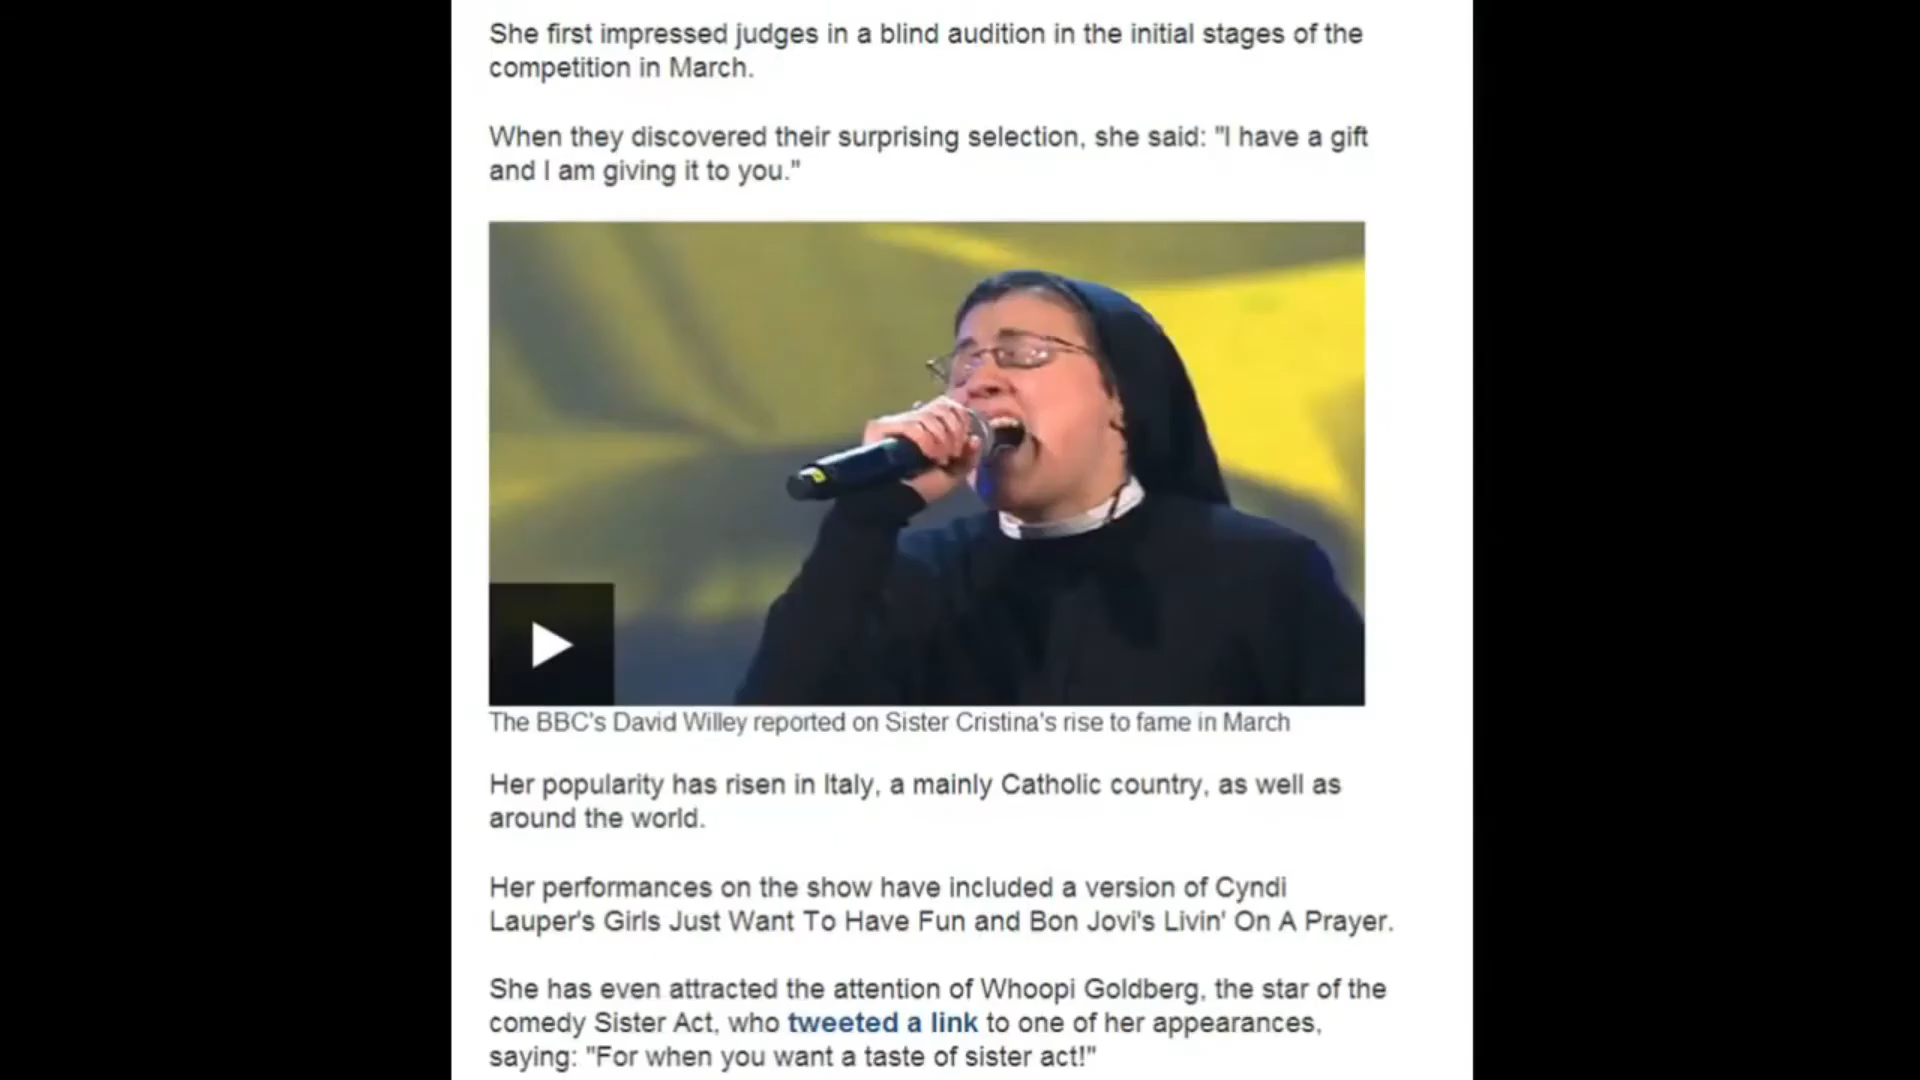 She first impressed judges in a blind audition in the initial stages of the
competition in March.
When they discovered their surprising selection, she said: "I have a gift
and I am giving it to you."
The BBC's David Willey reported on Sister Cristina's rise to fame in March
Her popularity has risen in Italy, a mainly Catholic country, as well as
around the world.
Her performances on the show have included a version of Cyndi
Lauper's Girls Just Want To Have Fun and Bon Jovi's Livin' On A Prayer.
She has even attracted the attention of Whoopi Goldberg, the star of the
comedy Sister Act, who tweeted a link to one of her appearances,
saying: "For when you want a taste of sister act!"